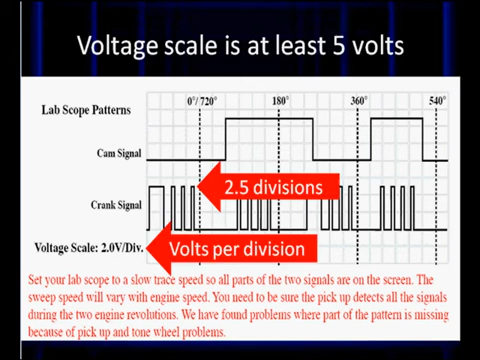 Voltage scale is at least 5 volts
0°/720° 180° 360° 540°
Lab Scope Patterns
Cam Signal
2.5 divisions
Crank Signal
Voltage Scale: 2.0V/Div.
Volts per division
Set your lab scope to a slow trace speed so all parts of the two signals are on the screen. The
sweep speed will vary with engine speed. You need to be sure the pick up detects all the signals
during the two engine revolutions. We have found problems where part of the pattern is missing
because of pick up and tone wheel problems.